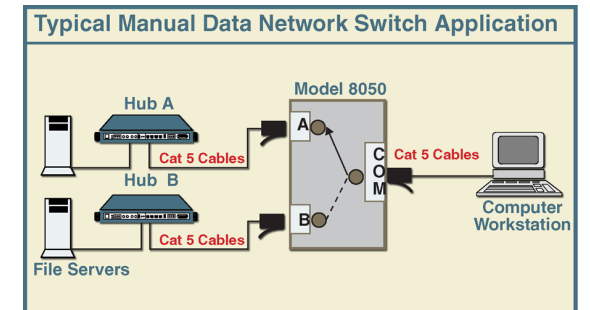 Typical Manual Data Network Switch Application
Model 8050
Hub A
A
Cat 5 Cables
COM
Cat 5 Cables
Hub B
B
Cat 5 Cables
Computer
Workstation
File Servers